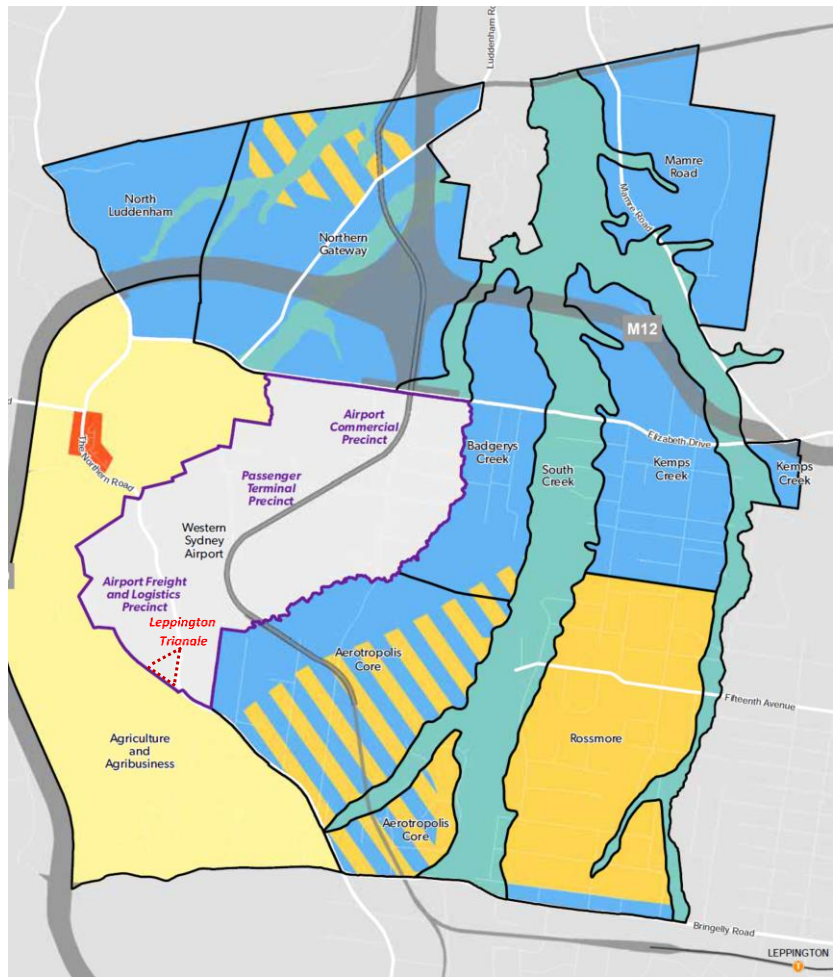 Luddenham Ro
Mamre
Road
North
Luddenham
Mamre Road
Northern
Gateway
M12
d
Airport
Commercial
Precinct
Badgerys
Creek
Elizabeth Drive
The Northern Road
Passenger
Terminal
Precinct
South
Creek
Kemps
Creek
Kemps
Creek
Western
Sydney
Airport
Airport Freight
and Logistics
Precinct
Leppington
Triangle
Aerotropolis
Core
Fifteenth Avenue
Agriculture
and
Agribusiness
Rossmore
Aerotropolis
Core
Bringelly Road
LEPPINGTON
T